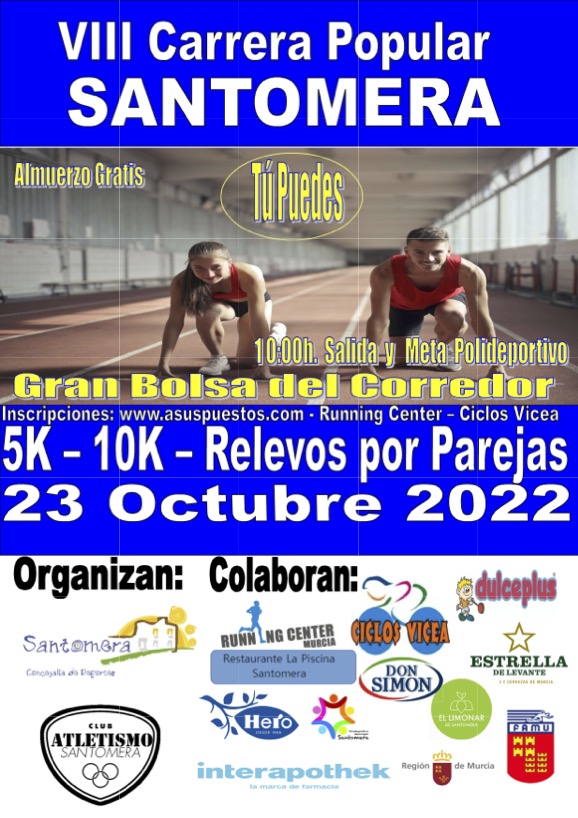 VIII Carrera Popular
SANTOMERA
Almuerzo Gratis
Tú Puedes
10:00h. Salida y Meta Polideportivo
Gran Bolsa del Corredor
Inscripciones: www.asuspuestos.com - Running Center – Ciclos Vicea
5K – 10K – Relevos por Parejas
23 Octubre 2022
Organizan:
Colaboran:
Santomera
Concejalía de Deportes
CLUB
ATLETISMO
SANTOMERA
RUNNING CENTER
MURCIA
Restaurante La Piscina
Santomera
CICLOS VICEA
dulceplus
DON
SIMON
ESTRELLA
DE LEVANTE
Hero
DESDE 1886
Santomera
EL LIMONAR
DE SANTOMERA
FAMU
Región de Murcia
interapothek
la marca de farmacia